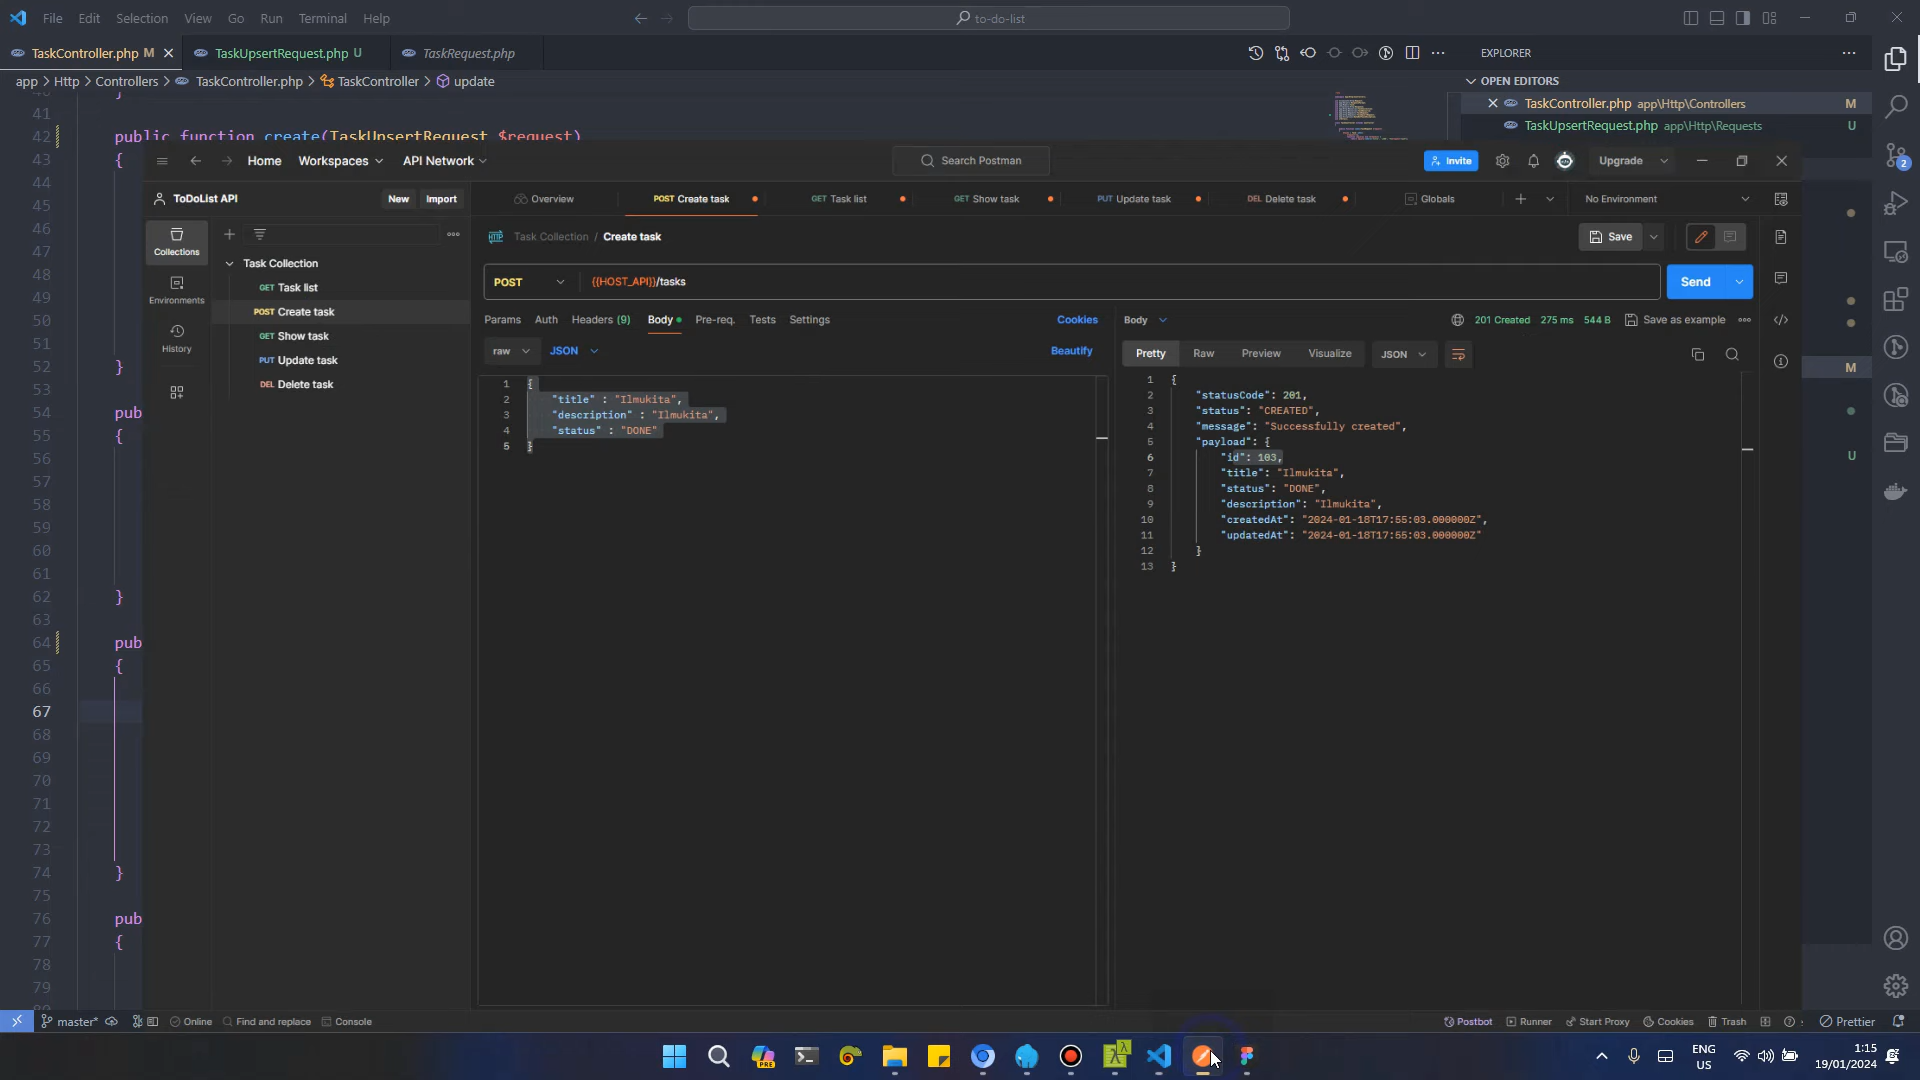 File Edit Selection View Go Run Terminal Help
to-do-list
TaskController.php M
TaskUpsertRequest.php U
TaskRequest.php
EXPLORER
app > Http > Controllers > TaskController.php > TaskController > update
OPEN EDITORS
TaskController.php app\Http\Controllers M
TaskUpsertRequest.php app\Http\Requests U
41
42 public function create(TaskUpsertRequest $request)
43 {
44
45
46
47
48
49
50
51
52 }
53
54 pub
55 {
56
57
58
59
60
61
62 }
63
64 pub
65 {
66
67
68
69
70
71
72
73
74 }
75
76 pub
77 {
78
79
2
M
U
Home Workspaces API Network
Search Postman
Invite
Upgrade
ToDoList API
New Import
Overview
POST Create task
GET Task list
GET Show task
PUT Update task
DEL Delete task
Globals
No Environment
Collections
Environments
History
Task Collection
GET Task list
POST Create task
GET Show task
PUT Update task
DEL Delete task
HTTP Task Collection / Create task
Save
POST {{HOST_API}}/tasks
Send
Params Auth Headers (9) Body Pre-req. Tests Settings
Cookies
raw JSON
Beautify
1 {
2 "title" : "Ilmukita",
3 "description" : "Ilmukita",
4 "status" : "DONE"
5 }
Body
201 Created 275 ms 544 B Save as example
Pretty Raw Preview Visualize JSON
1 {
2 "statusCode": 201,
3 "status": "CREATED",
4 "message": "Successfully created",
5 "payload": {
6 "id": 103,
7 "title": "Ilmukita",
8 "status": "DONE",
9 "description": "Ilmukita",
10 "createdAt": "2024-01-18T17:55:03.000000Z",
11 "updatedAt": "2024-01-18T17:55:03.000000Z"
12 }
13 }
master*
Online Find and replace Console
Postbot Runner Start Proxy Cookies Trash
Prettier
PRE
ENG
US
1:15
19/01/2024